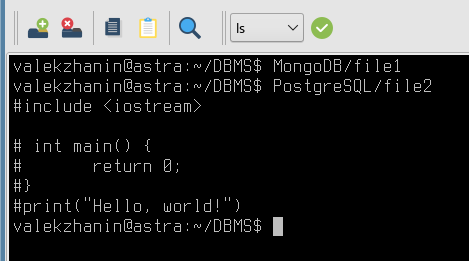 ls
valekzhanin@astra:~/DBMS$ MongoDB/file1
valekzhanin@astra:~/DBMS$ PostgreSQL/file2
#include <iostream>
# int main() {
#       return 0;
#}
#print("Hello, world!")
valekzhanin@astra:~/DBMS$